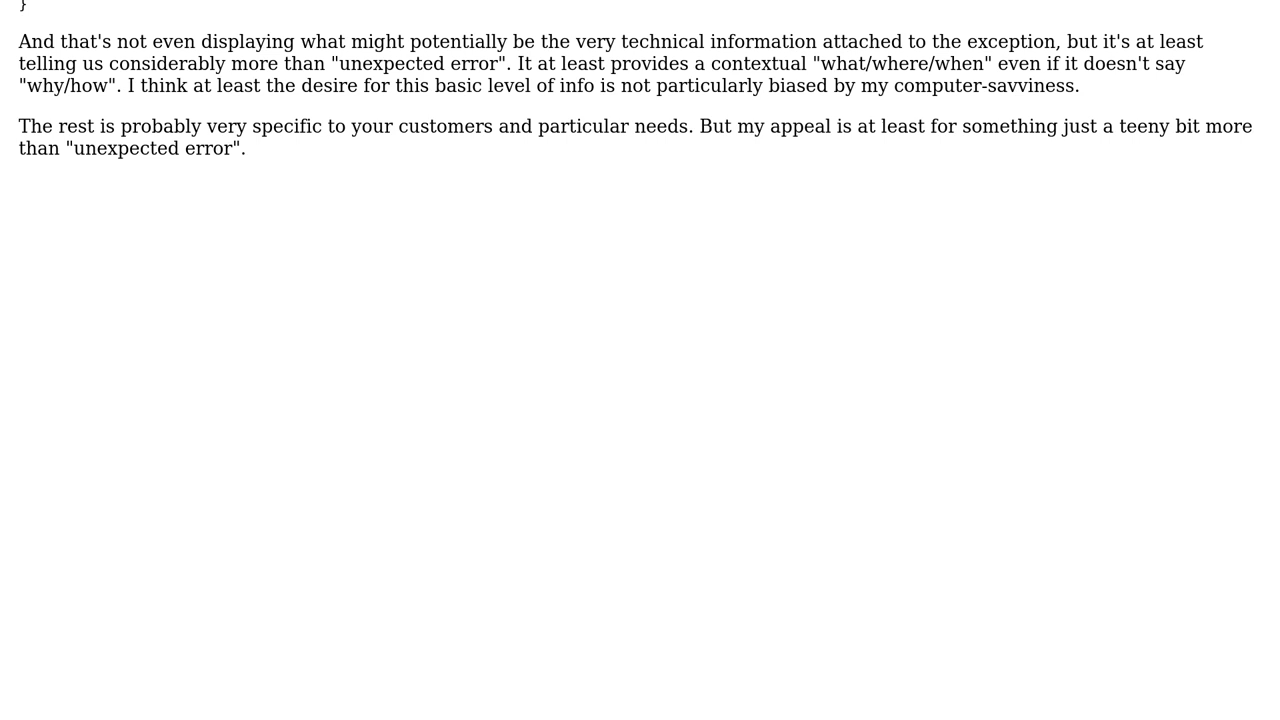 }
And that's not even displaying what might potentially be the very technical information attached to the exception, but it's at least
telling us considerably more than "unexpected error". It at least provides a contextual "what/where/when" even if it doesn't say
"why/how". I think at least the desire for this basic level of info is not particularly biased by my computer-savviness.
The rest is probably very specific to your customers and particular needs. But my appeal is at least for something just a teeny bit more
than "unexpected error".